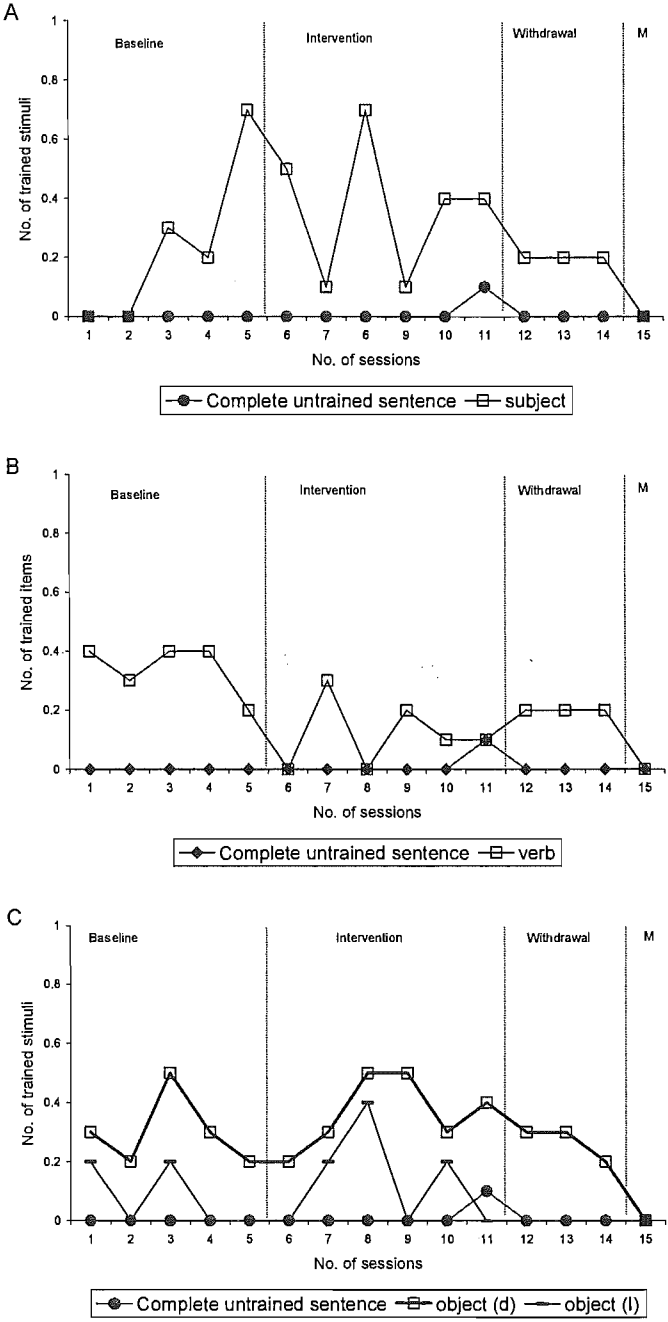 A
Baseline Intervention Withdrawal M
No. of trained stimuli
1
0.8
0.6
0.4
0.2
0
1 2 3 4 5 6 7 6 9 10 11 12 13 14 15
No. of sessions
Complete untrained sentence subject
B
Baseline Intervention Withdrawal M
No. of trained items
1
0.8
0.6
0.4
0.2
0
1 2 3 4 5 6 7 8 9 10 11 12 13 14 15
No. of sessions
Complete untrained sentence verb
C
Baseline Intervention Withdrawal M
No. of trained stimuli
1
0.8
0.6
0.4
0.2
0
1 2 3 4 5 6 7 8 9 10 11 12 13 14 15
No. of sessions
Complete untrained sentence object (d) object (I)